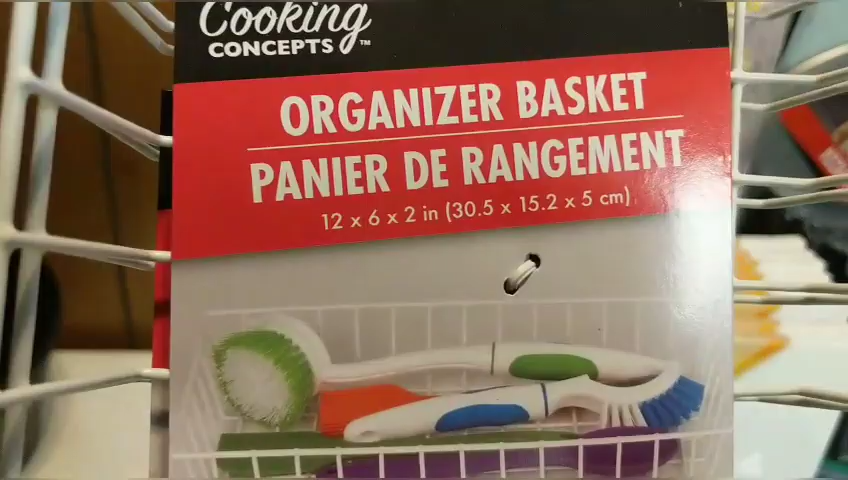 Cooking
CONCEPTS™
ORGANIZER BASKET
PANIER DE RANGEMENT
12 x 6 x 2 in (30.5 x 15.2 x 5 cm)